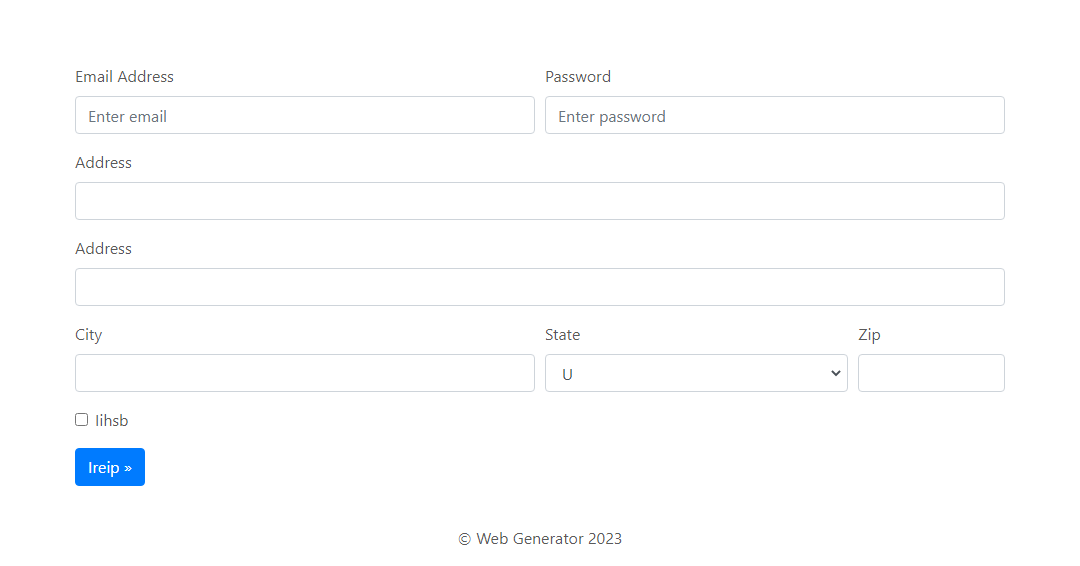 Email Address Password
Enter email Enter password
Address
Address
City State Zip
U
Iihsb
Ireip »
© Web Generator 2023